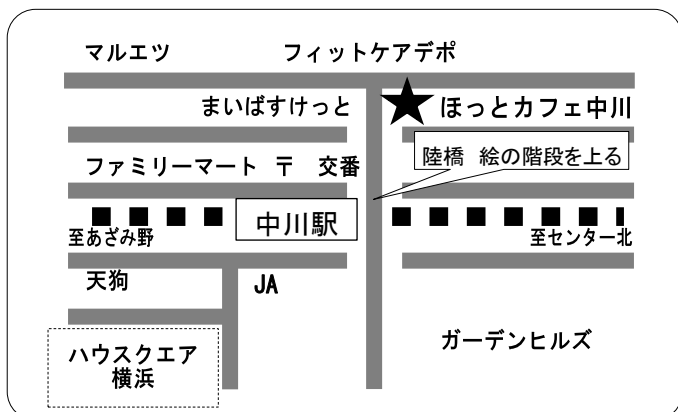 マルエツ
フィットケアデポ
まいばすけっと
ほっとカフェ中川
陸橋 絵の階段を上る
ファミリーマート 〒 交番
中川駅
至あざみ野
至センター北
天狗
JA
ガーデンヒルズ
ハウスクエア
横浜